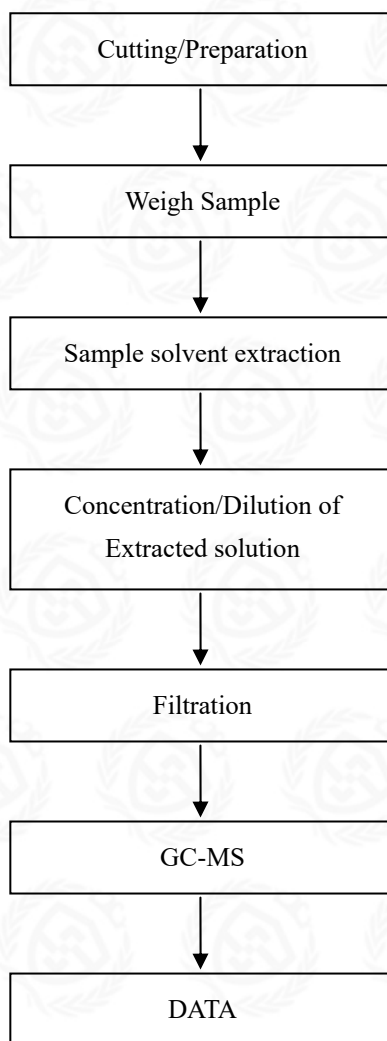 Cutting/Preparation
Weigh Sample
Sample solvent extraction
Concentration/Dilution of
Extracted solution
Filtration
GC-MS
DATA